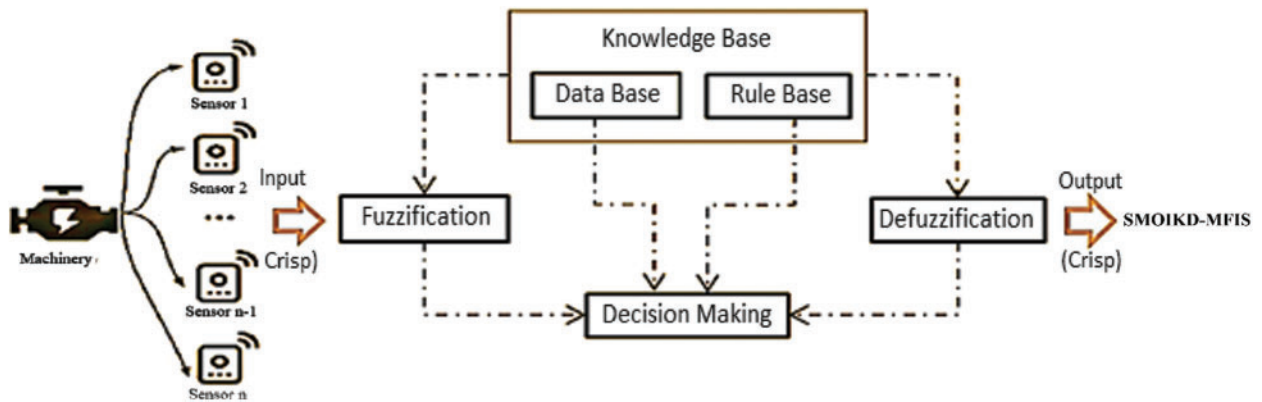 Knowledge Base
Data Base
Rule Base
Sensor 1
Sensor 2
...
Sensor n-1
Sensor n
Machinery
Input
Crisp)
Fuzzification
Decision Making
Defuzzification
Output
(Crisp)
SMOIKD-MFIS